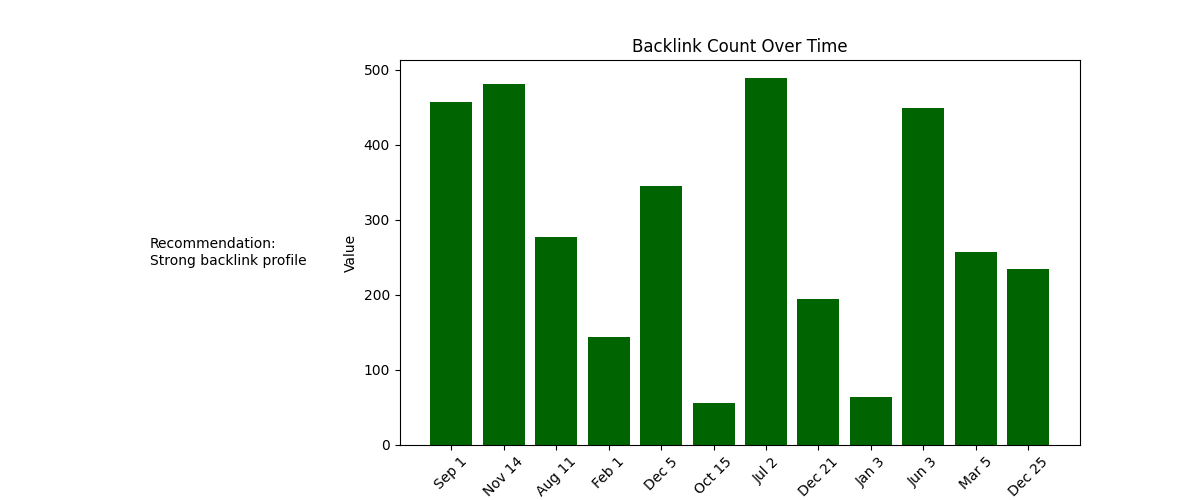 Backlink Count Over Time
Recommendation:
Strong backlink profile
Value
500
400
300
200
100
0
Sep 1
Nov 14
Aug 11
Feb 1
Dec 5
Oct 15
Jul 2
Dec 21
Jan 3
Jun 3
Mar 5
Dec 25